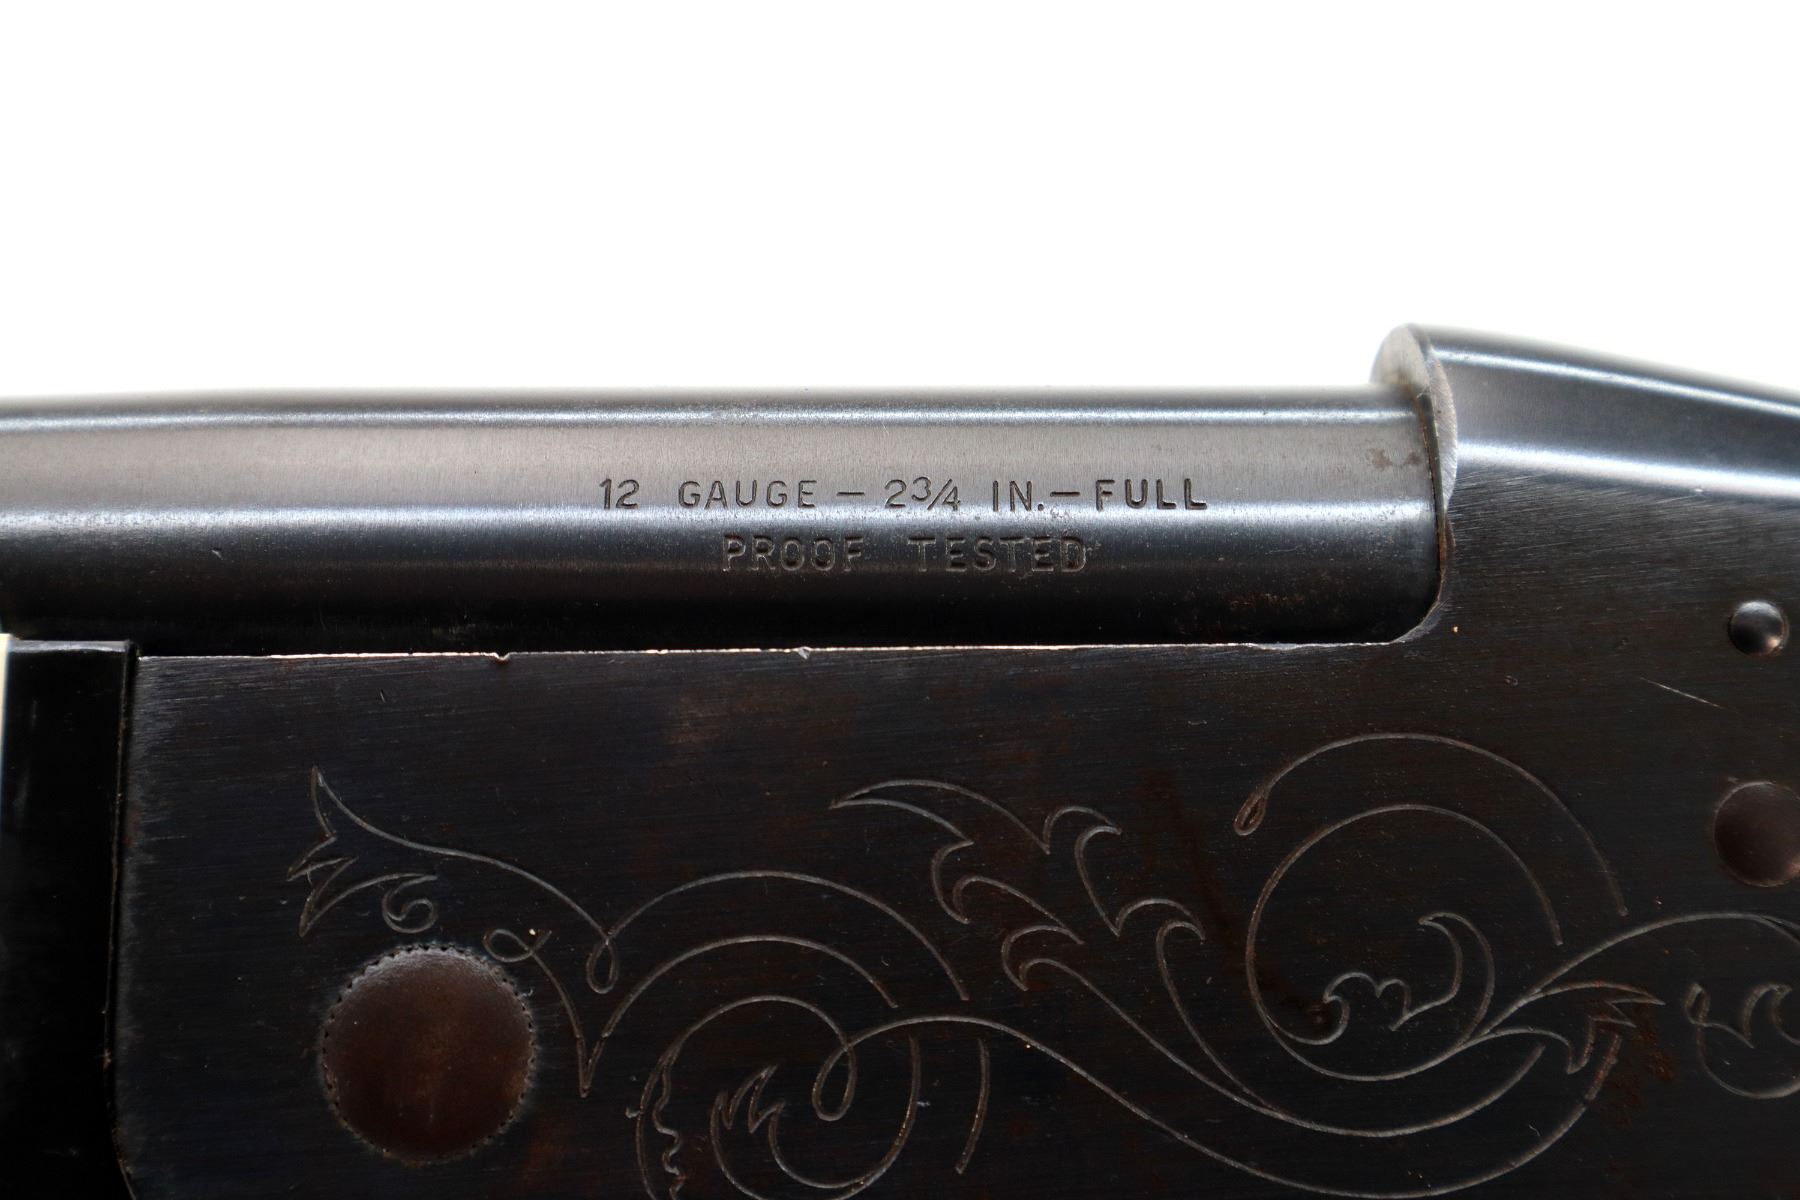 12 GAUGE – 2¾ IN.–FULL
PROOF TESTED